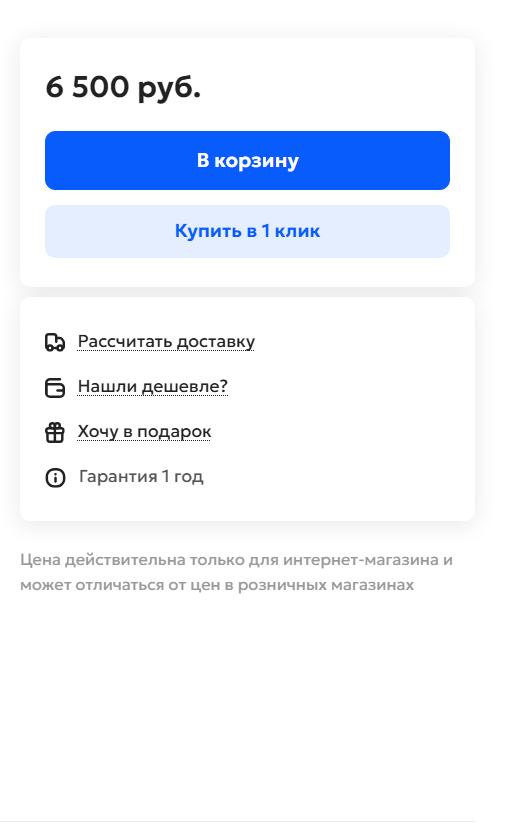 6 500 руб.
В корзину
Купить в 1 клик
Рассчитать доставку
Нашли дешевле?
Хочу в подарок
Гарантия 1 год
Цена действительна только для интернет-магазина и
может отличаться от цен в розничных магазинах